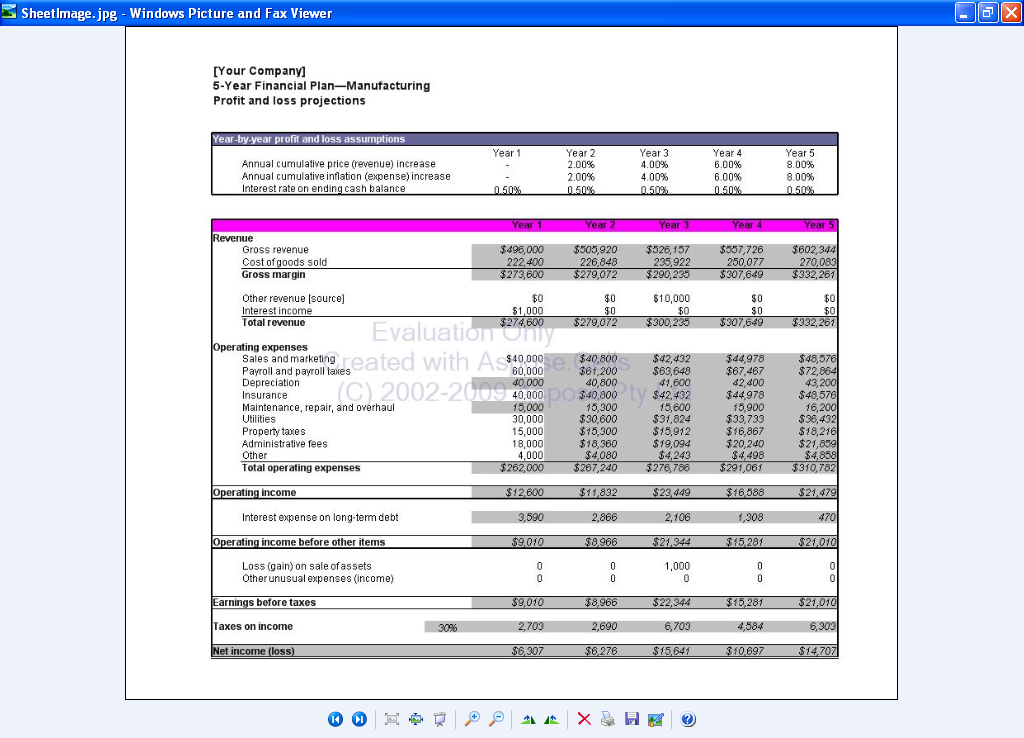 SheetImage.jpg - Windows Picture and Fax Viewer
[Your Company]
5-Year Financial Plan—Manufacturing
Profit and loss projections
Year-by-year profit and loss assumptions
Year 1 Year 2 Year 3 Year 4 Year 5
Annual cumulative price (revenue) increase - 2.00% 4.00% 6.00% 8.00%
Annual cumulative inflation (expense) increase - 2.00% 4.00% 6.00% 8.00%
Interest rate on ending cash balance 0.50% 0.50% 0.50% 0.50% 0.50%
Year 1 Year 2 Year 3 Year 4 Year 5
Revenue
Gross revenue $496,000 $505,920 $526,157 $557,726 $602,344
Cost of goods sold 222,400 226,848 235,922 250,077 270,083
Gross margin $273,600 $279,072 $290,235 $307,649 $332,261
Other revenue [source] $0 $0 $10,000 $0 $0
Interest income $1,000 $0 $0 $0 $0
Total revenue $274,600 $279,072 $300,235 $307,649 $332,261
Evaluation Only
Operating expenses
Sales and marketing $40,000 $40,800 $42,432 $44,978 $48,576
Created with Aspose.Cells
Payroll and payroll taxes 60,000 $61,200 $63,648 $67,467 $72,864
Depreciation 40,000 40,800 41,600 42,400 43,200
(C) 2002-2009 Aspose Pty Ltd
Insurance 40,000 $40,800 $42,432 $44,978 $48,576
Maintenance, repair, and overhaul 15,000 15,300 15,600 15,900 16,200
Utilities 30,000 $30,600 $31,824 $33,733 $36,432
Property taxes 15,000 $15,300 $15,912 $16,867 $18,216
Administrative fees 18,000 $18,360 $19,094 $20,240 $21,859
Other 4,000 $4,080 $4,243 $4,498 $4,858
Total operating expenses $262,000 $267,240 $276,786 $291,061 $310,782
Operating income $12,600 $11,832 $23,449 $16,588 $21,479
Interest expense on long-term debt 3,590 2,866 2,106 1,308 470
Operating income before other items $9,010 $8,966 $21,344 $15,281 $21,010
Loss (gain) on sale of assets 0 0 1,000 0 0
Other unusual expenses (income) 0 0 0 0 0
Earnings before taxes $9,010 $8,966 $22,344 $15,281 $21,010
Taxes on income 30% 2,703 2,690 6,703 4,584 6,303
Net income (loss) $6,307 $6,276 $15,641 $10,697 $14,707